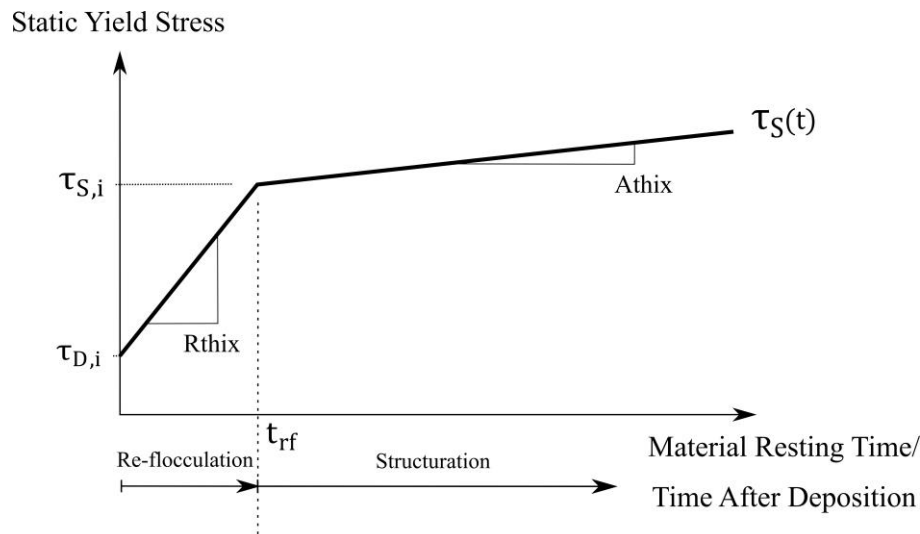 Static Yield Stress
τS(t)
τS,i
Athix
Rthix
τD,i
trf
Material Resting Time/
Time After Deposition
Re-flocculation
Structuration